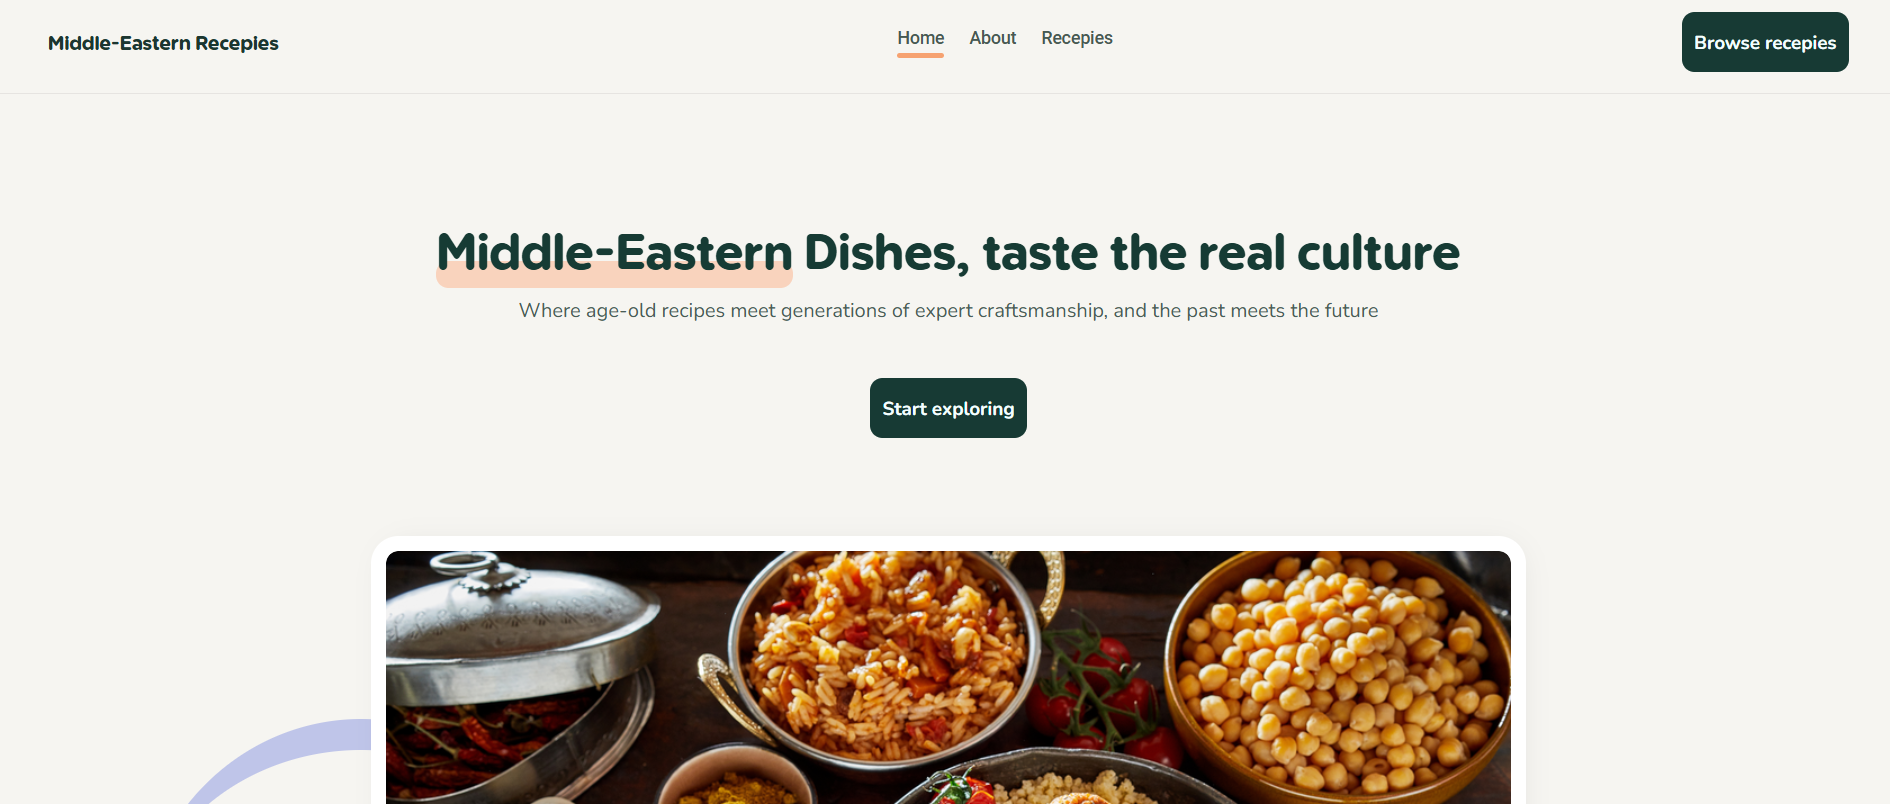 Middle-Eastern Recepies
Home About Recepies
Browse recepies
Middle-Eastern Dishes, taste the real culture
Where age-old recipes meet generations of expert craftsmanship, and the past meets the future
Start exploring